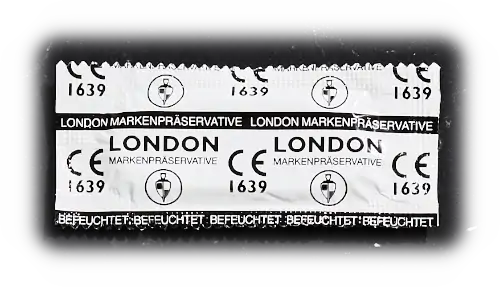 CE CE CE
1639 1639 1639
LONDON MARKENPRÄSERVATIVE LONDON MARKENPRÄSERVATIVE
CE LONDON CE LONDON CE
MARKENPRÄSERVATIVE MARKENPRÄSERVATIVE
1639 1639 1639
BEFEUCHTET BEFEUCHTET BEFEUCHTET BEFEUCHTET BEFEUCHTET